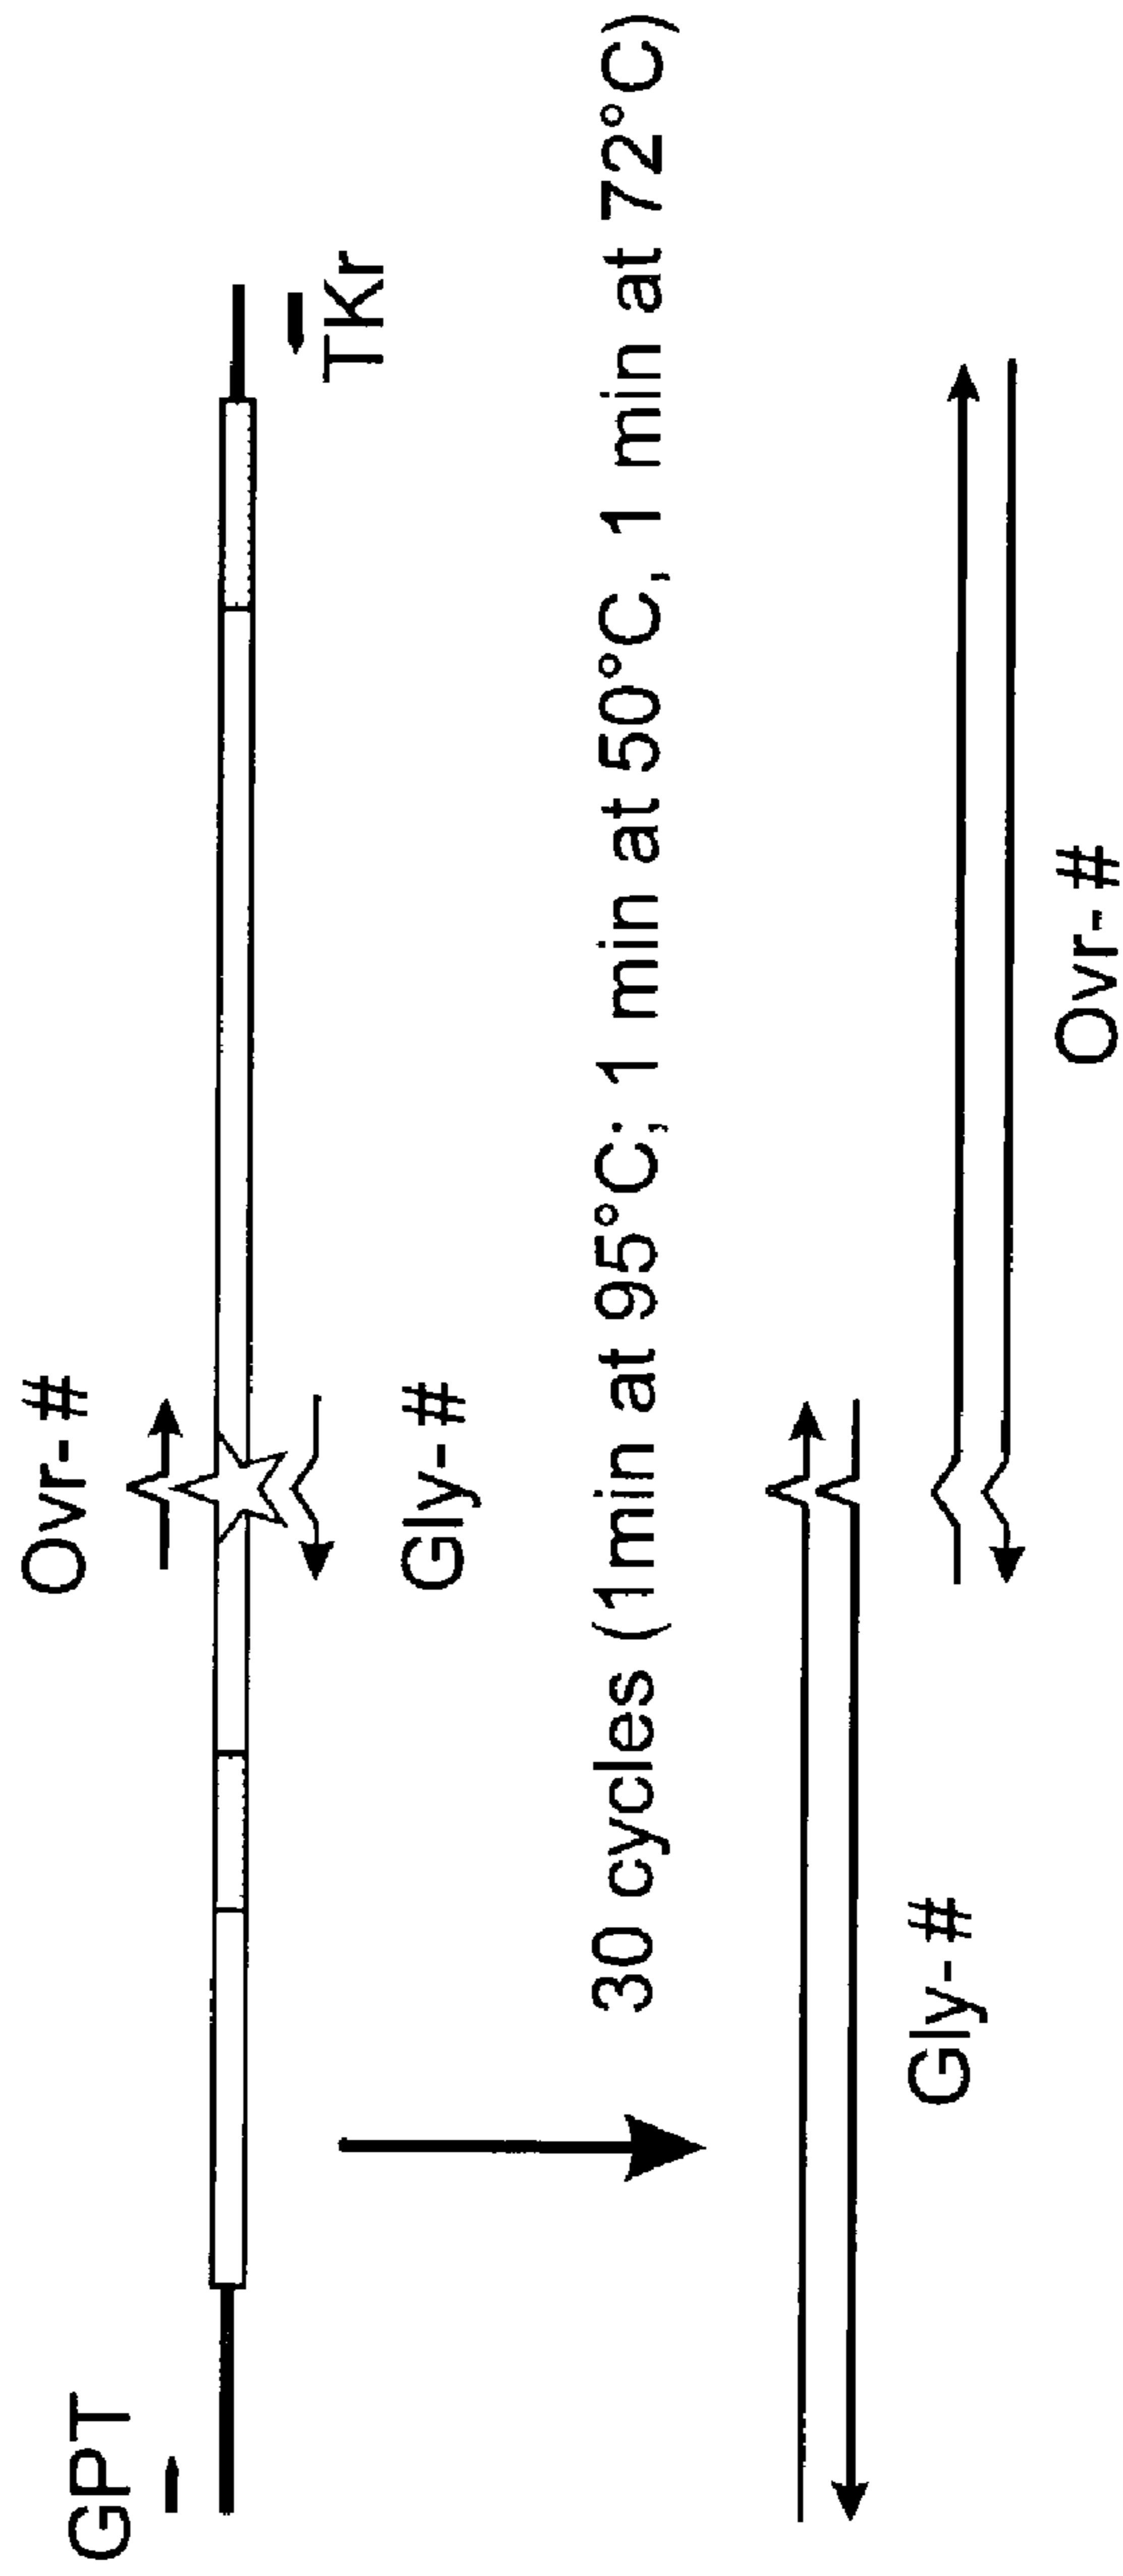 Ovr-#
GPT
TKr
Gly-#
30 cycles (1min at 95°C; 1 min at 50°C, 1 min at 72°C)
Gly-#
Ovr-#